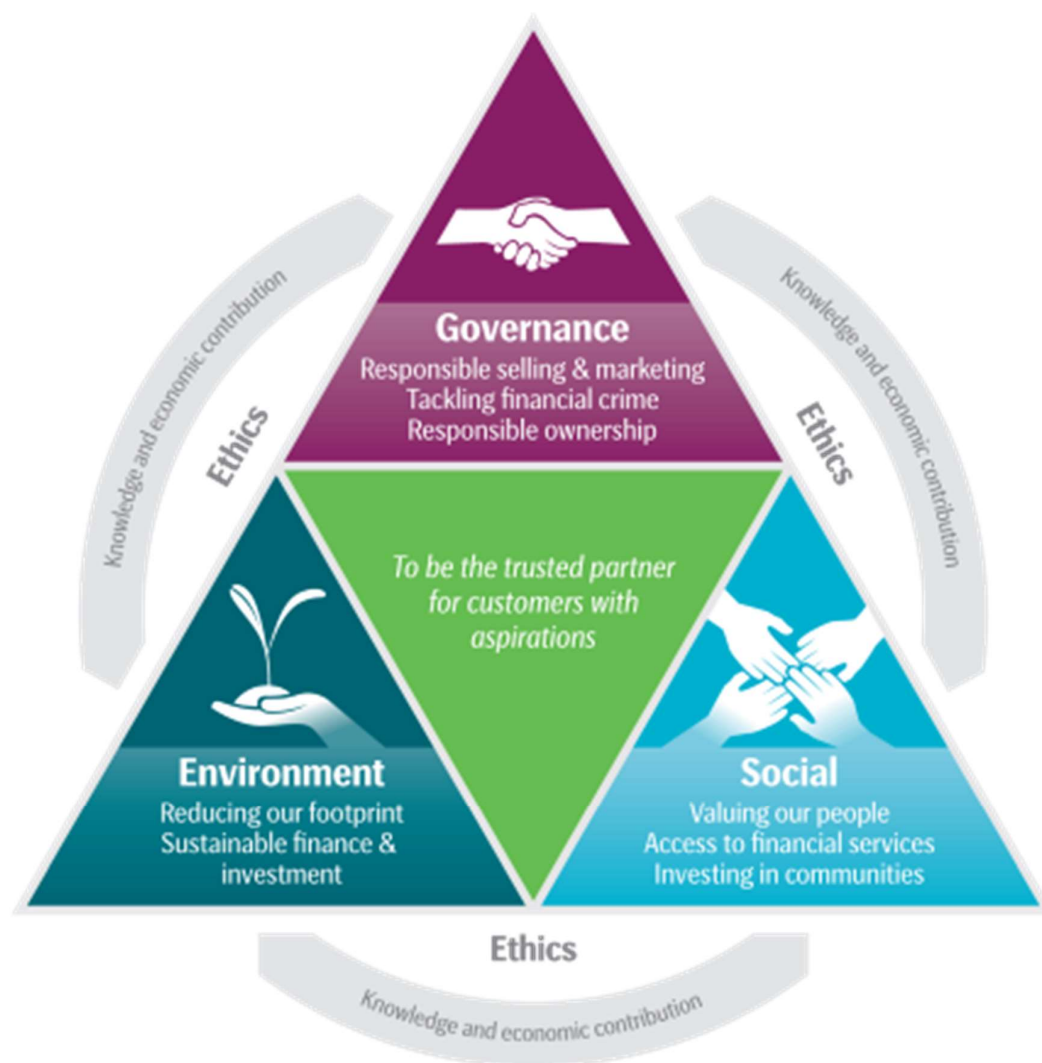 Governance
Responsible selling & marketing
Tackling financial crime
Responsible ownership
Knowledge and economic contribution
Ethics
Knowledge and economic contribution
Ethics
To be the trusted partner
for customers with
aspirations
Environment
Reducing our footprint
Sustainable finance &
investment
Social
Valuing our people
Access to financial services
Investing in communities
Ethics
Knowledge and economic contribution